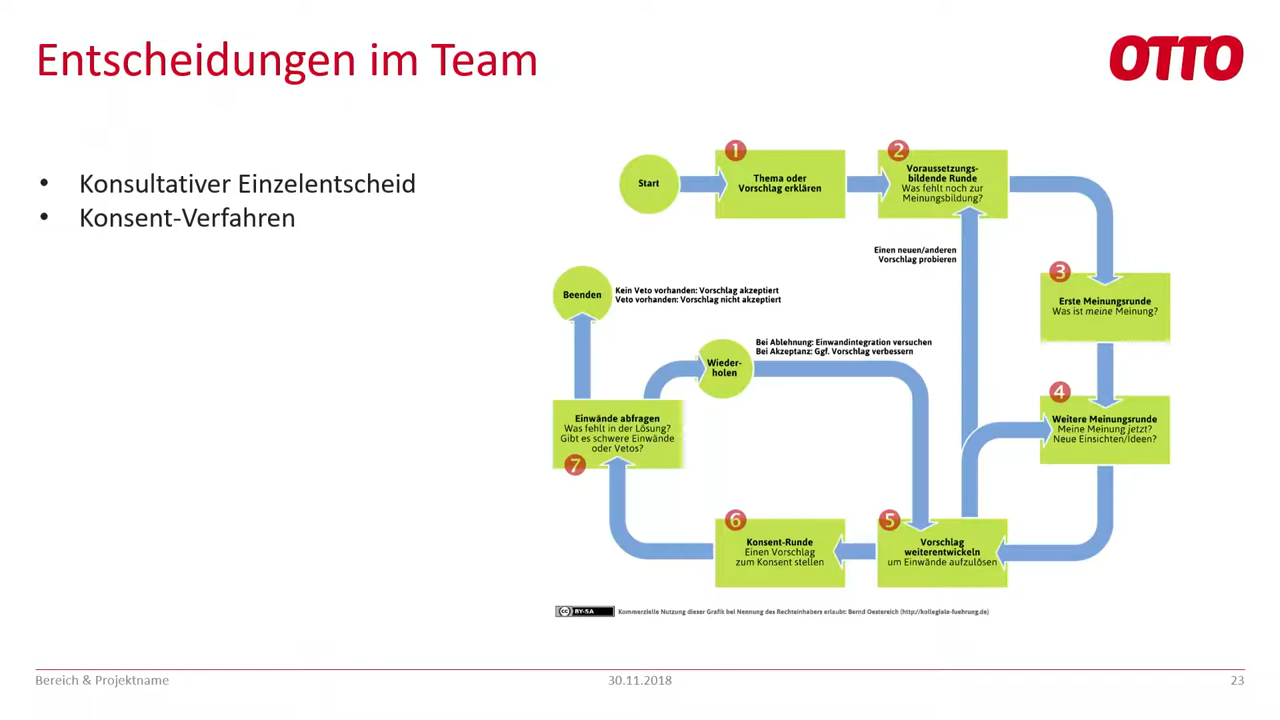 Entscheidungen im Team
OTTO
• Konsultativer Einzelentscheid
• Konsent-Verfahren
Start
1
Thema oder
Vorschlag erklären
2
Voraussetzungs-
bildende Runde
Was fehlt noch zur
Meinungsbildung?
Einen neuen/anderen
Vorschlag probieren
3
Erste Meinungsrunde
Was ist meine Meinung?
Beenden
Kein Veto vorhanden: Vorschlag akzeptiert
Veto vorhanden: Vorschlag nicht akzeptiert
Wieder-
holen
Bei Ablehnung: Einwandintegration versuchen
Bei Akzeptanz: Ggf. Vorschlag verbessern
4
Weitere Meinungsrunde
Meine Meinung jetzt?
Neue Einsichten/Ideen?
Einwände abfragen
Was fehlt in der Lösung?
Gibt es schwere Einwände
oder Vetos?
7
6
Konsent-Runde
Einen Vorschlag
zum Konsent stellen
5
Vorschlag
weiterentwickeln
um Einwände aufzulösen
cc BY-SA
Kommerzielle Nutzung dieser Grafik bei Nennung des Rechteinhabers erlaubt: Bernd Oestereich (http://kollegiale-fuehrung.de)
Bereich & Projektname
30.11.2018
23